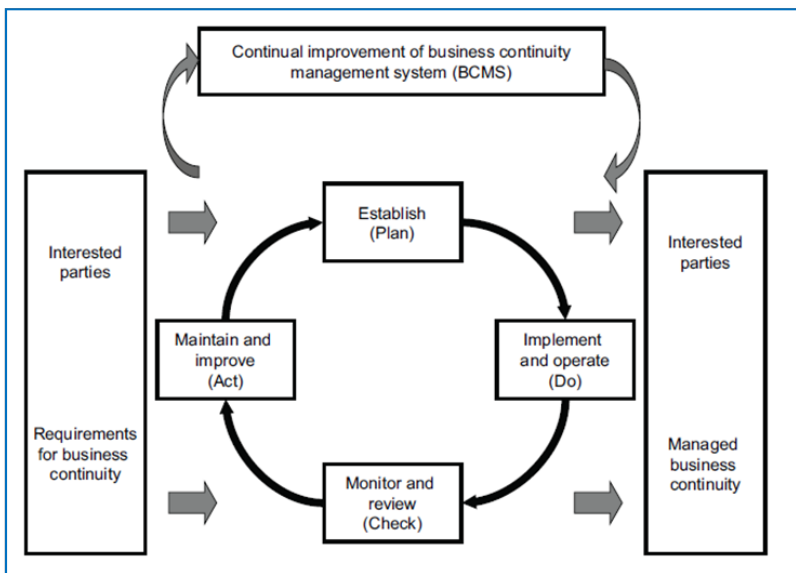 Continual improvement of business continuity
management system (BCMS)
Establish
(Plan)
Interested
parties
Interested
parties
Maintain and
improve
(Act)
Implement
and operate
(Do)
Requirements
for business
continuity
Managed
business
continuity
Monitor and
review
(Check)